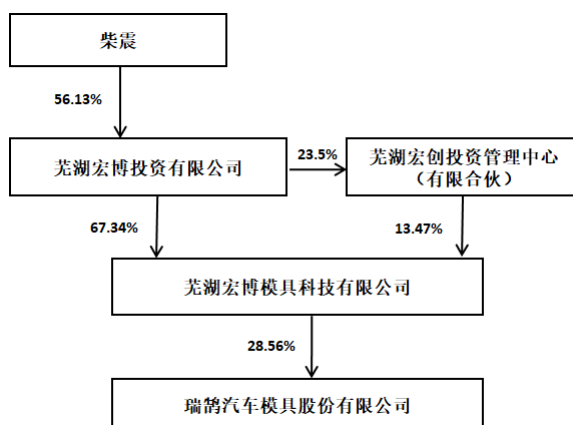 柴震
56.13%
芜湖宏博投资有限公司
23.5%
芜湖宏创投资管理中心
（有限合伙）
67.34%
13.47%
芜湖宏博模具科技有限公司
28.56%
瑞鹄汽车模具股份有限公司